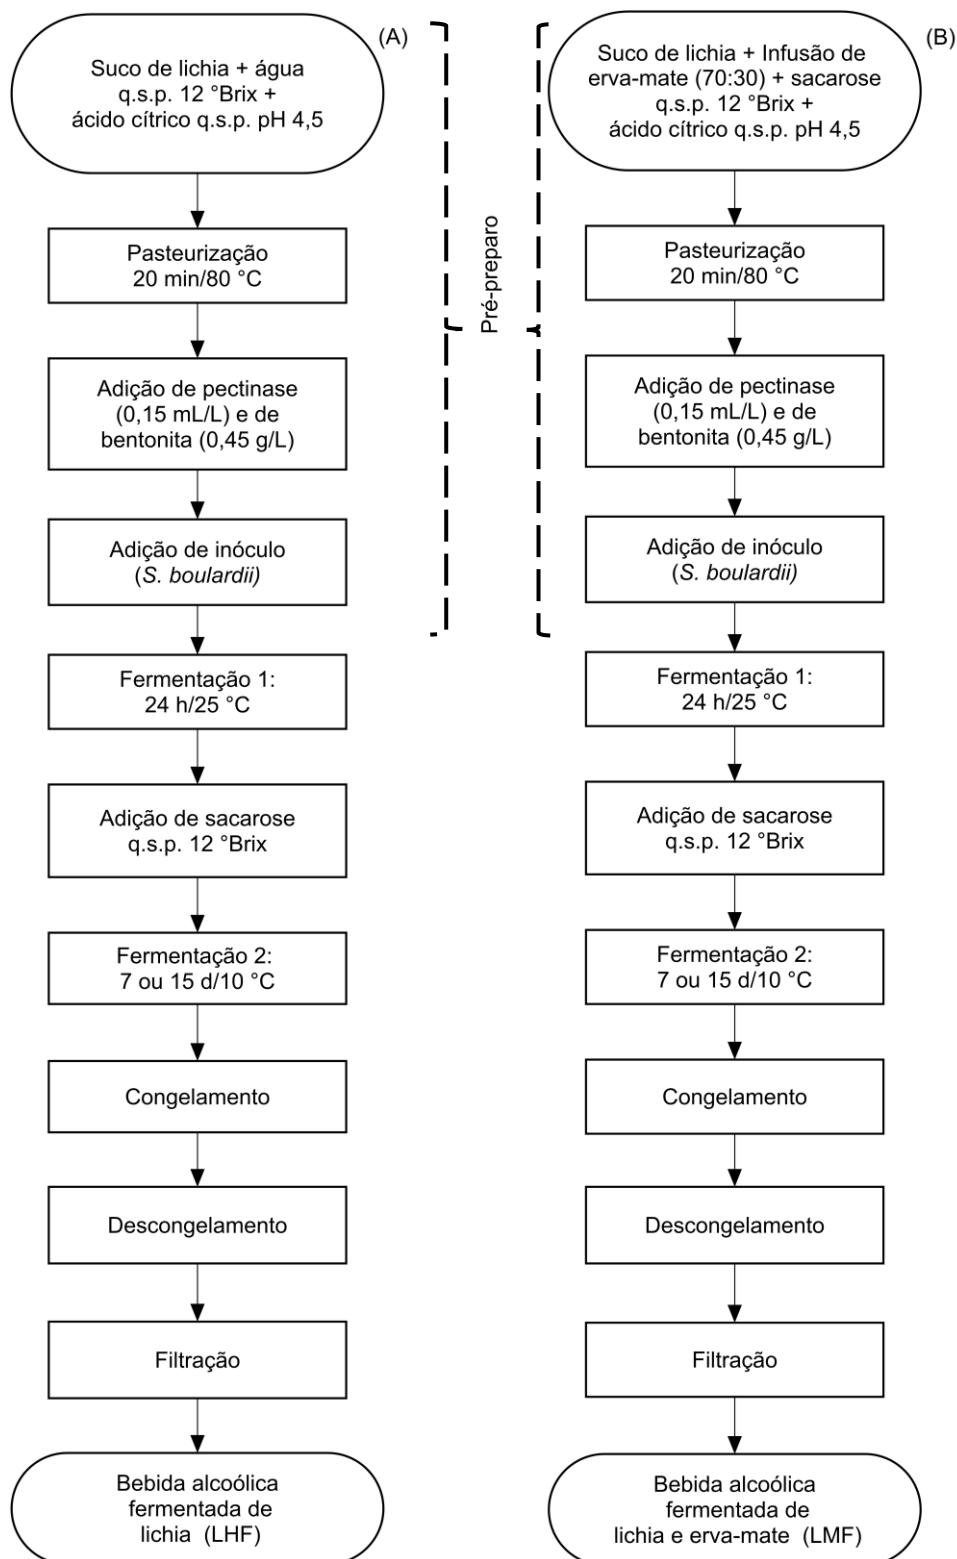 (A)
Suco de lichia + água
q.s.p. 12 °Brix +
ácido cítrico q.s.p. pH 4,5
Pasteurização
20 min/80 °C
Adição de pectinase
(0,15 mL/L) e de
bentonita (0,45 g/L)
Adição de inóculo
(S. boulardii)
Fermentação 1:
24 h/25 °C
Adição de sacarose
q.s.p. 12 °Brix
Fermentação 2:
7 ou 15 d/10 °C
Congelamento
Descongelamento
Filtração
Bebida alcoólica
fermentada de
lichia (LHF)
Pré-preparo
(B)
Suco de lichia + Infusão de
erva-mate (70:30) + sacarose
q.s.p. 12 °Brix +
ácido cítrico q.s.p. pH 4,5
Pasteurização
20 min/80 °C
Adição de pectinase
(0,15 mL/L) e de
bentonita (0,45 g/L)
Adição de inóculo
(S. boulardii)
Fermentação 1:
24 h/25 °C
Adição de sacarose
q.s.p. 12 °Brix
Fermentação 2:
7 ou 15 d/10 °C
Congelamento
Descongelamento
Filtração
Bebida alcoólica
fermentada de
lichia e erva-mate (LMF)